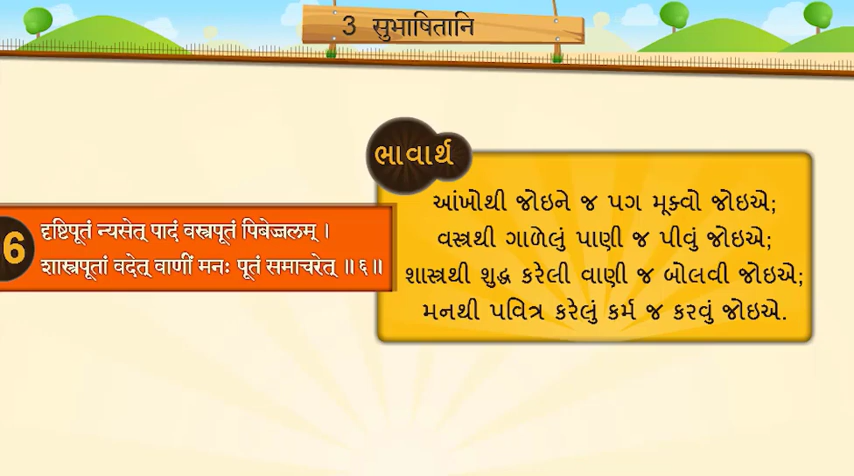 3 सुभाषितानि
ભાવાર્થ
6
दृष्टिपूतं न्यसेत् पादं वस्त्रपूतं पिबेज्जलम् ।
शास्त्रपूतां वदेत् वाणीं मनः पूतं समाचरेत् ॥६॥
આંખોથી જોઇને જ પગ મૂક્વો જોઇએ;
વસ્ત્રથી ગાળેલું પાણી જ પીવું જોઇએ;
શાસ્ત્રથી શુદ્ધ કરેલી વાણી જ બોલવી જોઇએ;
મનથી પવિત્ર કરેલું કર્મ જ કરવું જોઇએ.